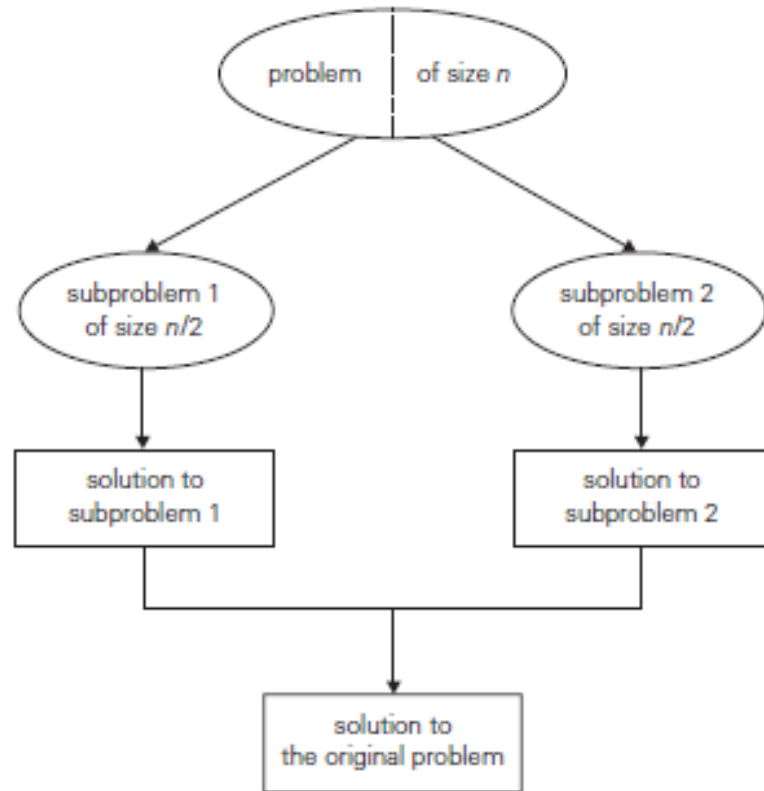 problem of size n
subproblem 1
of size n/2
subproblem 2
of size n/2
solution to
subproblem 1
solution to
subproblem 2
solution to
the original problem